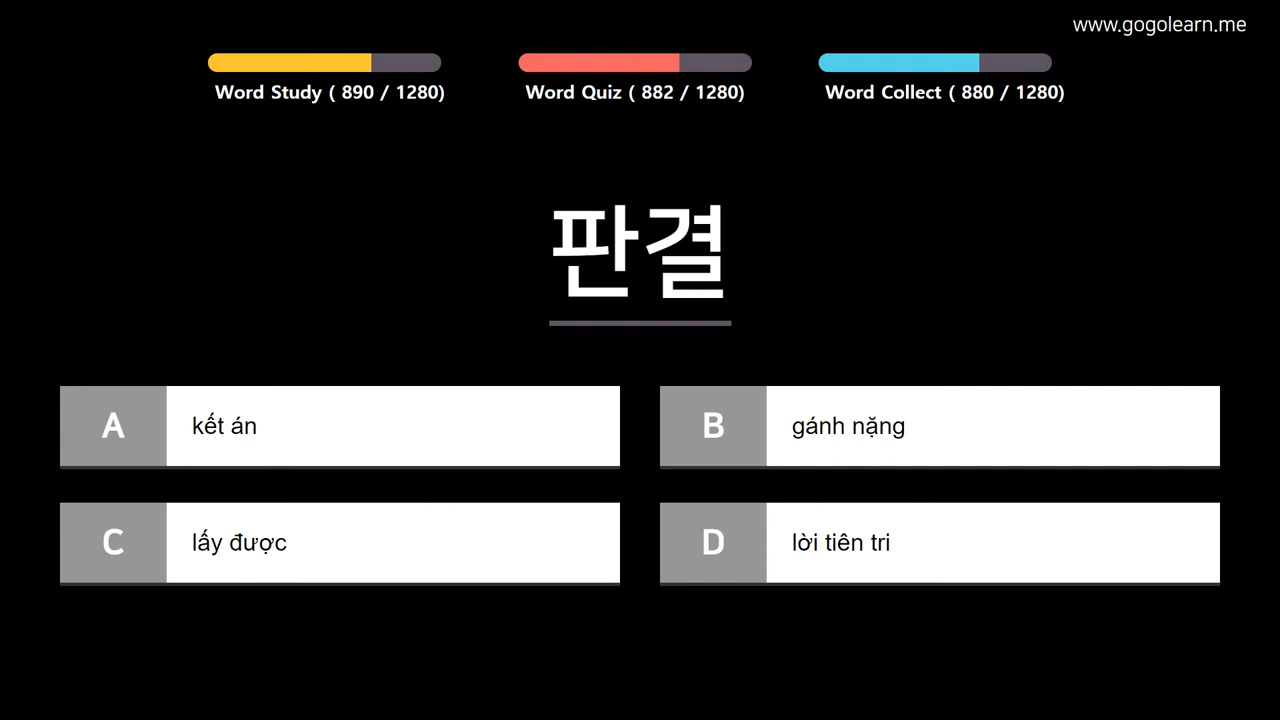 www.gogolearn.me
Word Study ( 890 / 1280)
Word Quiz ( 882 / 1280)
Word Collect ( 880 / 1280)
판결
A kết án
B gánh nặng
C lấy được
D lời tiên tri